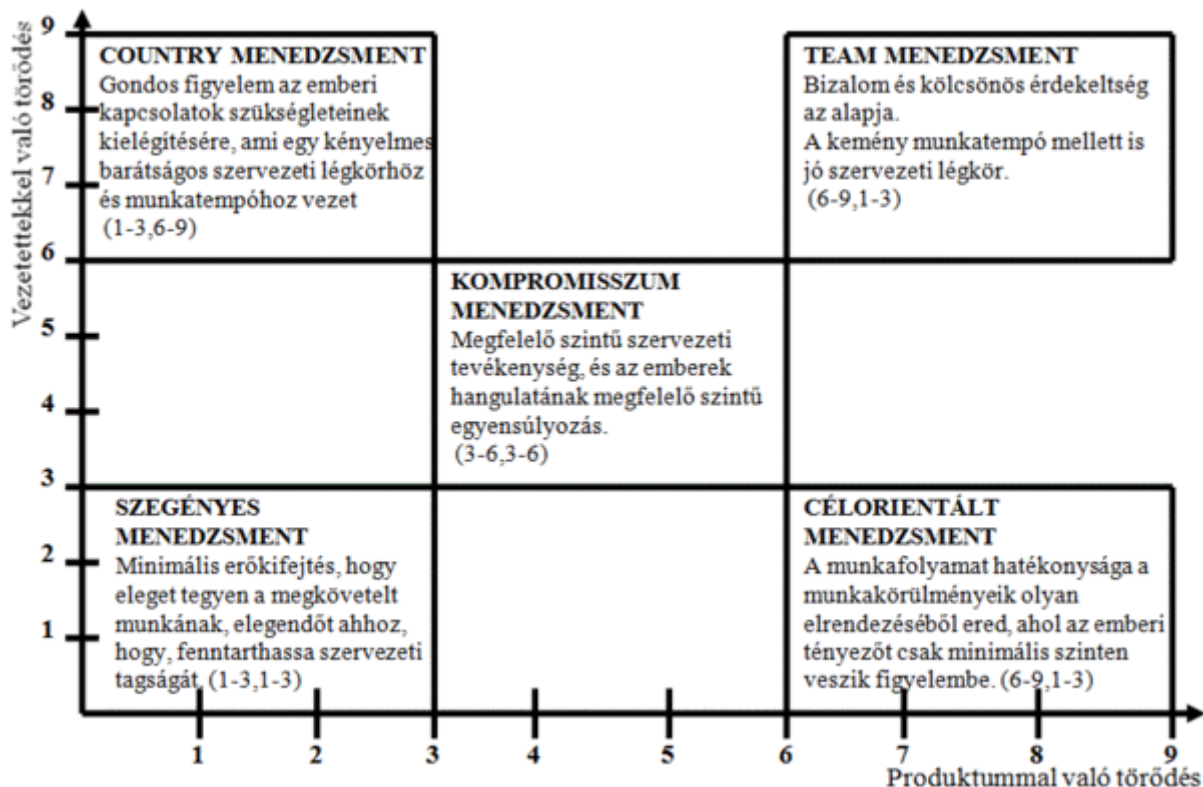 Vezetettekkel való törődés
9
8
7
6
5
4
3
2
1
COUNTRY MENEDZSMENT
Gondos figyelem az emberi
kapcsolatok szükségleteinek
kielégítésére, ami egy kényelmes
barátságos szervezeti légkörhöz
és munkatempóhoz vezet
(1-3,6-9)
TEAM MENEDZSMENT
Bizalom és kölcsönös érdekeltség
az alapja.
A kemény munkatempó mellett is
jó szervezeti légkör.
(6-9,1-3)
KOMPROMISSZUM
MENEDZSMENT
Megfelelő szintű szervezeti
tevékenység, és az emberek
hangulatának megfelelő szintű
egyensúlyozás.
(3-6,3-6)
SZEGÉNYES
MENEDZSMENT
Minimális erőkifejtés, hogy
eleget tegyen a megkövetelt
munkának, elegendőt ahhoz,
hogy, fenntarthassa szervezeti
tagságát. (1-3,1-3)
CÉLORIENTÁLT
MENEDZSMENT
A munkafolyamat hatékonysága a
munkakörülményeik olyan
elrendezéséből ered, ahol az emberi
tényezőt csak minimális szinten
veszik figyelembe. (6-9,1-3)
1 2 3 4 5 6 7 8 9
Produktummal való törődés